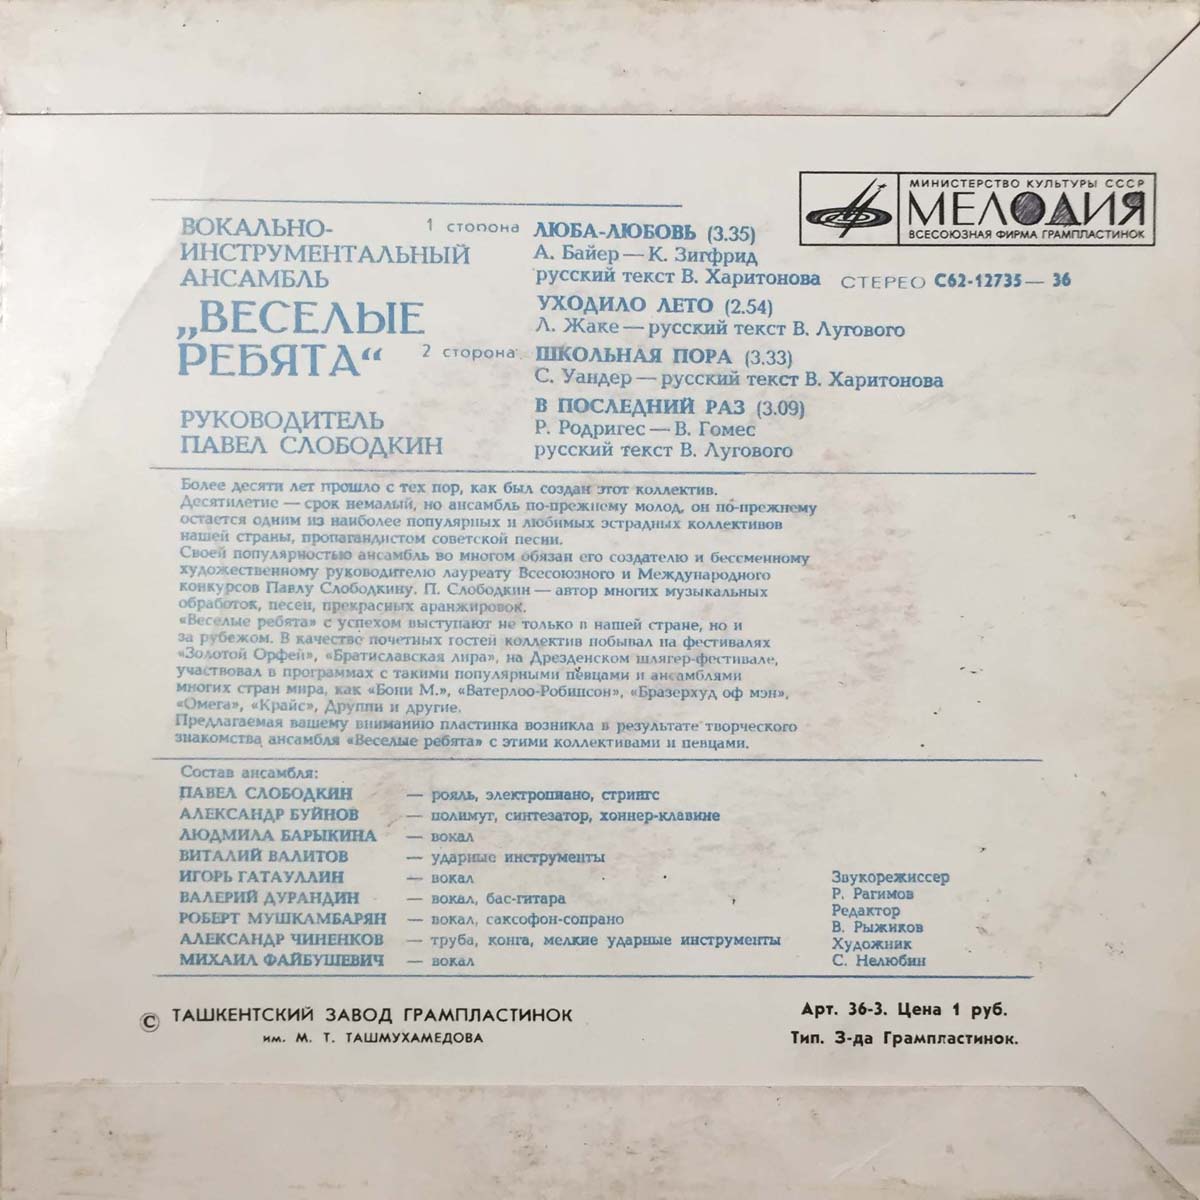 МИНИСТЕРСТВО КУЛЬТУРЫ СССР
МЕЛОДИЯ
ВСЕСОЮЗНАЯ ФИРМА ГРАМПЛАСТИНОК
СТЕРЕО С62-12735—36
ВОКАЛЬНО-
ИНСТРУМЕНТАЛЬНЫЙ
АНСАМБЛЬ
„ВЕСЕЛЫЕ
РЕБЯТА“
РУКОВОДИТЕЛЬ
ПАВЕЛ СЛОБОДКИН
1 сторона ЛЮБА-ЛЮБОВЬ (3.35)
А. Байер — К. Зигфрид
русский текст В. Харитонова
УХОДИЛО ЛЕТО (2.54)
Л. Жаке — русский текст В. Лугового
2 сторона ШКОЛЬНАЯ ПОРА (3.33)
С. Уандер — русский текст В. Харитонова
В ПОСЛЕДНИЙ РАЗ (3.09)
Р. Родригес — В. Гомес
русский текст В. Лугового
Более десяти лет прошло с тех пор, как был создан этот коллектив.
Десятилетие — срок немалый, но ансамбль по-прежнему молод, он по-прежнему
остается одним из наиболее популярных и любимых эстрадных коллективов
нашей страны, пропагандистом советской песни.
Своей популярностью ансамбль во многом обязан его создателю и бессменному
художественному руководителю лауреату Всесоюзного и Международного
конкурсов Павлу Слободкину. П. Слободкин — автор многих музыкальных
обработок, песен, прекрасных аранжировок.
«Веселые ребята» с успехом выступают не только в нашей стране, но и
за рубежом. В качестве почетных гостей коллектив побывал на фестивалях
«Золотой Орфей», «Братиславская лира», на Дрезденском шлягер-фестивале,
участвовал в программах с такими популярными певцами и ансамблями
многих стран мира, как «Бони М.», «Ватерлоо-Робинсон», «Бразерхуд оф мэн»,
«Омега», «Крайс», Друппи и другие.
Предлагаемая вашему вниманию пластинка возникла в результате творческого
знакомства ансамбля «Веселые ребята» с этими коллективами и певцами.
Состав ансамбля:
ПАВЕЛ СЛОБОДКИН — рояль, электропиано, стрингс
АЛЕКСАНДР БУЙНОВ — полимуг, синтезатор, хоннер-клавине
ЛЮДМИЛА БАРЫКИНА — вокал
ВИТАЛИЙ ВАЛИТОВ — ударные инструменты
ИГОРЬ ГАТАУЛЛИН — вокал
ВАЛЕРИЙ ДУРАНДИН — вокал, бас-гитара
РОБЕРТ МУШКАМБАРЯН — вокал, саксофон-сопрано
АЛЕКСАНДР ЧИНЕНКОВ — труба, конга, мелкие ударные инструменты
МИХАИЛ ФАЙБУШЕВИЧ — вокал
Звукорежиссер
Р. Рагимов
Редактор
В. Рыжиков
Художник
С. Нелюбин
© ТАШКЕНТСКИЙ ЗАВОД ГРАМПЛАСТИНОК
им. М. Т. ТАШМУХАМЕДОВА
Арт. 36-3. Цена 1 руб.
Тип. З-да Грампластинок.